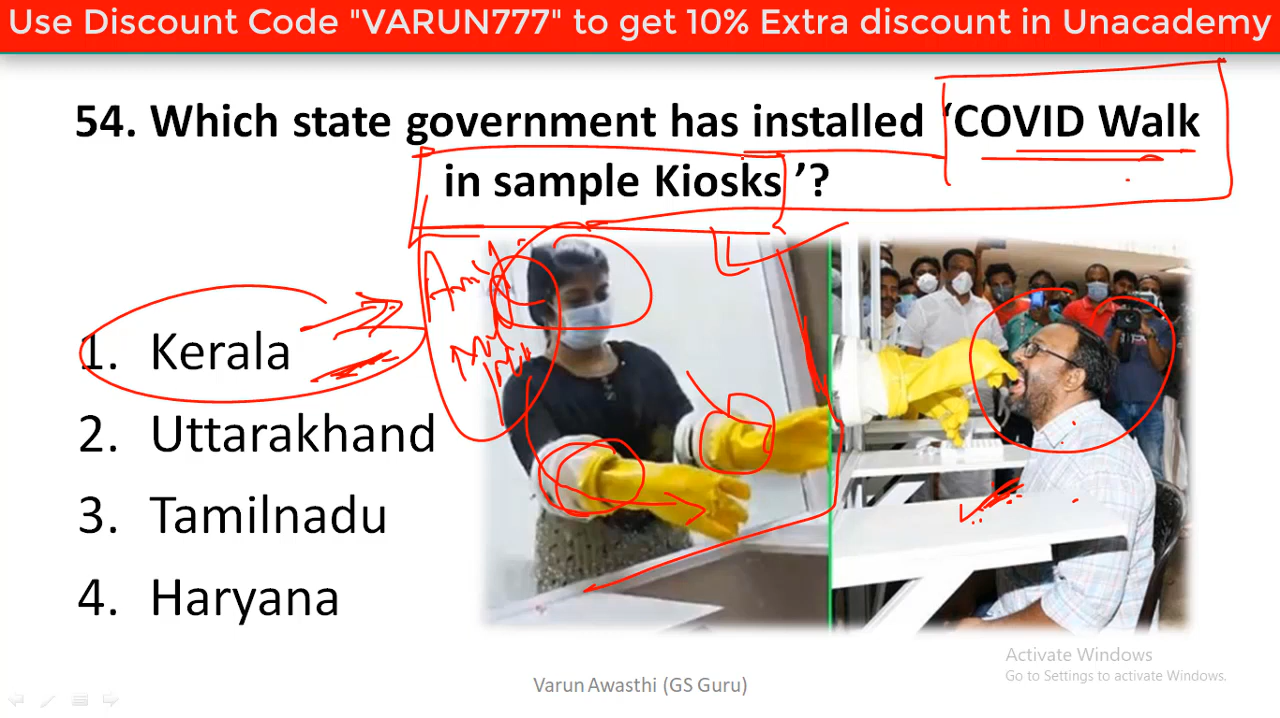 Use Discount Code "VARUN777" to get 10% Extra discount in Unacademy
54. Which state government has installed ‘COVID Walk
in sample Kiosks ’?
1. Kerala
2. Uttarakhand
3. Tamilnadu
4. Haryana
Activate Windows
Go to Settings to activate Windows.
Varun Awasthi (GS Guru)